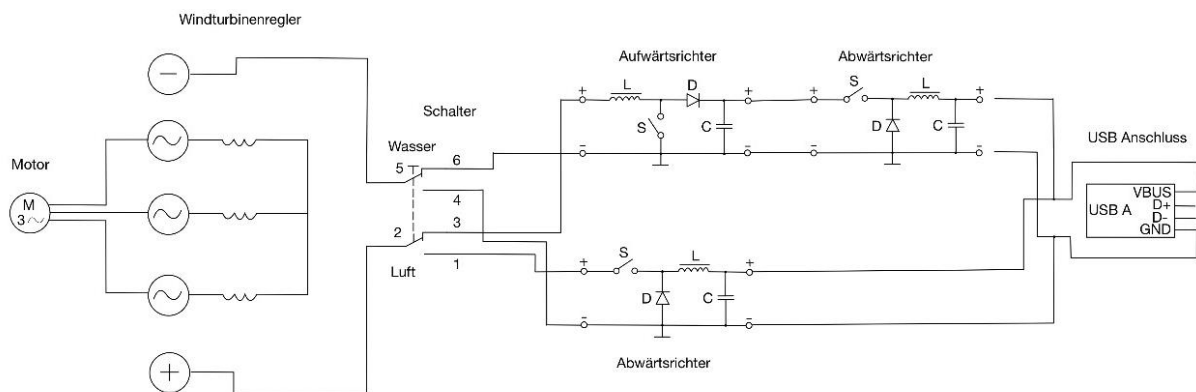 Windturbinenregler
Motor
M
3
Schalter
Wasser
5
6
4
2
3
1
Luft
Aufwärtsrichter
+
L
D
S
C
+
-
-
Abwärtsrichter
+
S
L
D
C
+
-
-
+
S
L
D
C
+
-
-
Abwärtsrichter
USB Anschluss
USB A
VBUS
D+
D-
GND